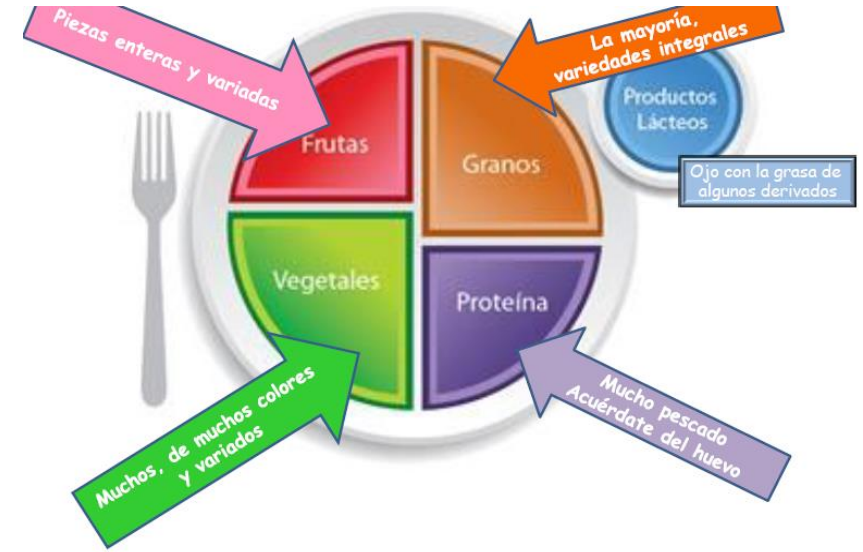 Piezas enteras y variadas
La mayoría,
variedades integrales
Productos
Lácteos
Frutas
Granos
Ojo con la grasa de
algunos derivados
Vegetales
Proteína
Muchos, de muchos colores
y variados
Mucho pescado
Acuérdate del huevo